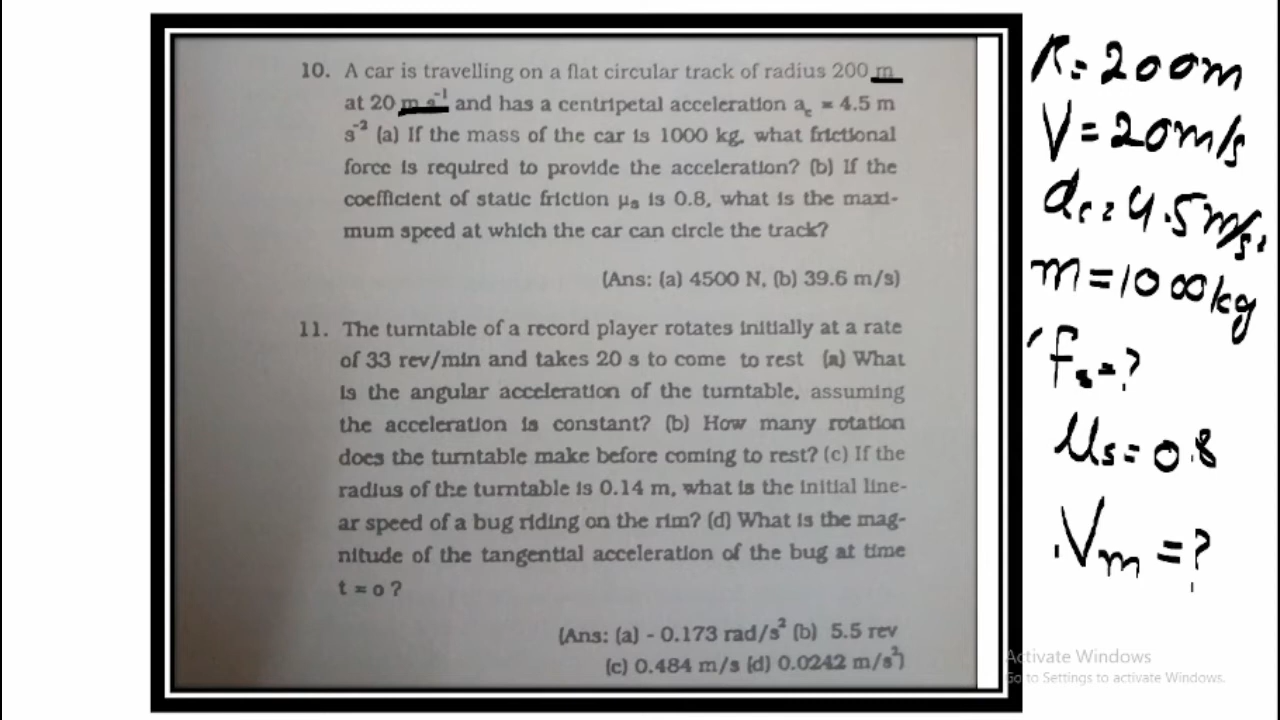 10. A car is travelling on a flat circular track of radius 200 m
at 20 m s⁻¹ and has a centripetal acceleration a꜀ = 4.5 m
s⁻² (a) If the mass of the car is 1000 kg, what frictional
force is required to provide the acceleration? (b) If the
coefficient of static friction μₛ is 0.8, what is the maxi-
mum speed at which the car can circle the track?
(Ans: (a) 4500 N, (b) 39.6 m/s)
11. The turntable of a record player rotates initially at a rate
of 33 rev/min and takes 20 s to come to rest (a) What
is the angular acceleration of the turntable, assuming
the acceleration is constant? (b) How many rotation
does the turntable make before coming to rest? (c) If the
radius of the turntable is 0.14 m, what is the initial line-
ar speed of a bug riding on the rim? (d) What is the mag-
nitude of the tangential acceleration of the bug at time
t = o ?
(Ans: (a) - 0.173 rad/s² (b) 5.5 rev
(c) 0.484 m/s (d) 0.0242 m/s²)
r = 200m
V = 20m/s
ac = 4.5m/s²
m = 1000kg
fs = ?
μs = 0.8
Vm = ?
Activate Windows
Go to Settings to activate Windows.